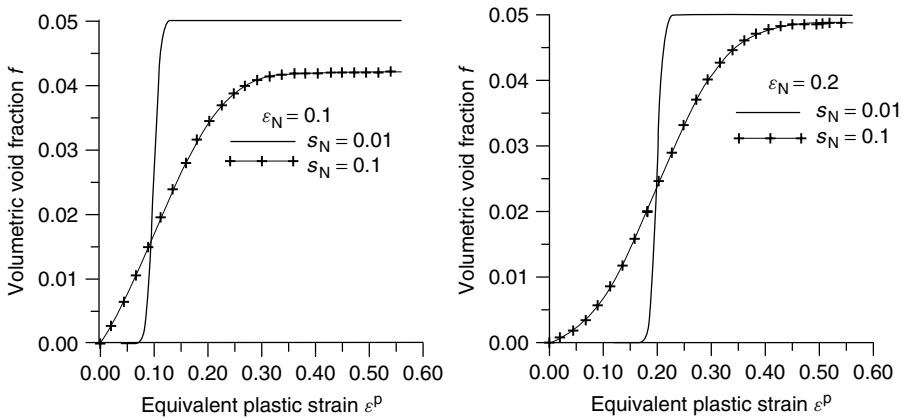 0.05
0.04
0.03
0.02
0.01
0.00
Volumetric void fraction f
ε_N = 0.1
s_N = 0.01
s_N = 0.1
0.00 0.10 0.20 0.30 0.40 0.50 0.60
Equivalent plastic strain ε^p
0.05
0.04
0.03
0.02
0.01
0.00
Volumetric void fraction f
ε_N = 0.2
s_N = 0.01
s_N = 0.1
0.00 0.10 0.20 0.30 0.40 0.50 0.60
Equivalent plastic strain ε^p